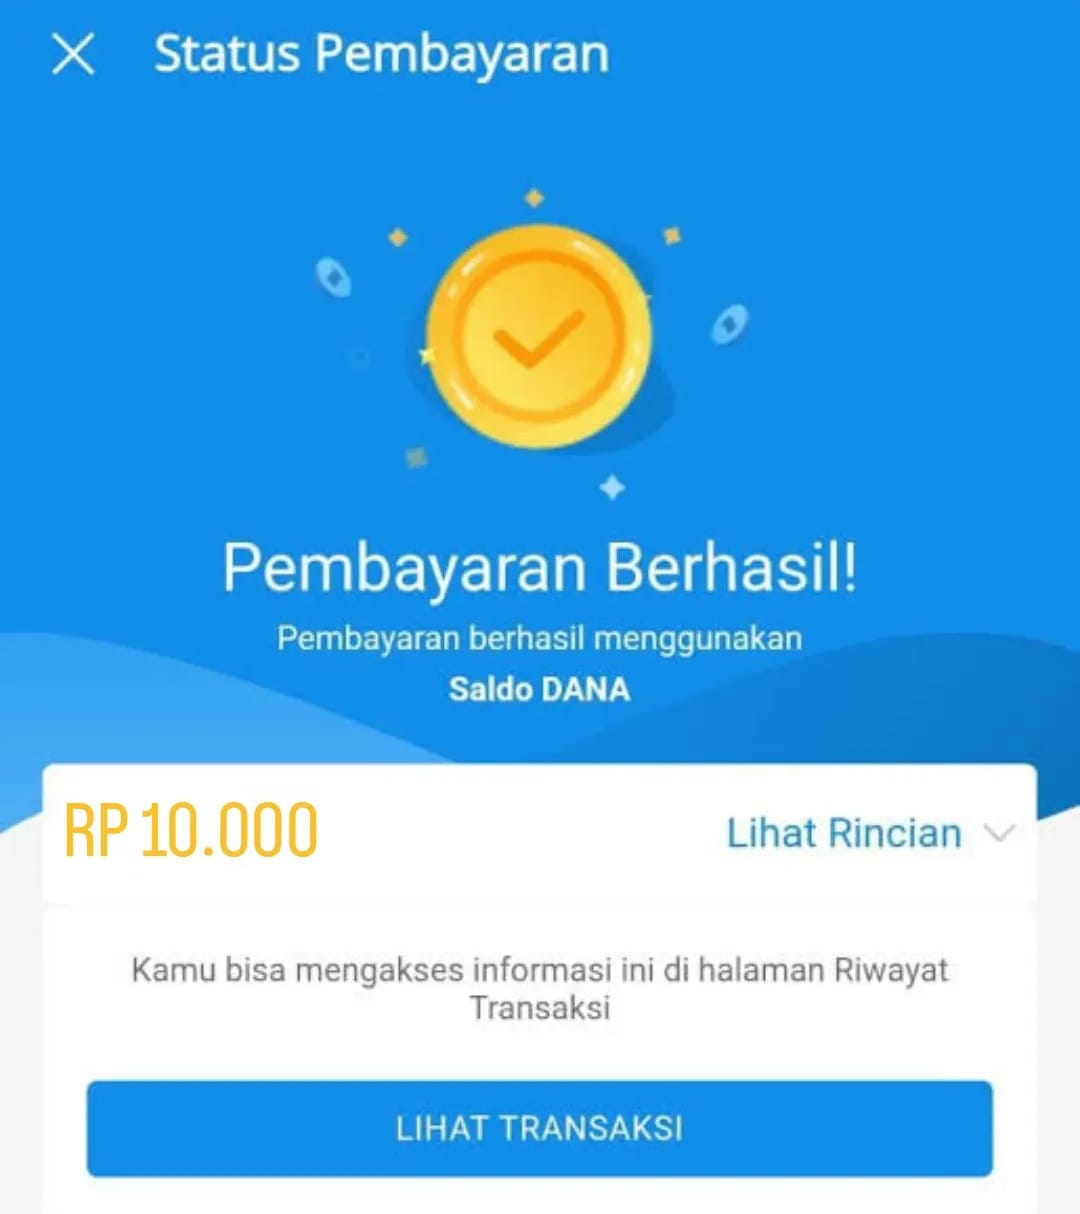 Status Pembayaran
Pembayaran Berhasil!
Pembayaran berhasil menggunakan
Saldo DANA
RP 10.000
Lihat Rincian
Kamu bisa mengakses informasi ini di halaman Riwayat
Transaksi
LIHAT TRANSAKSI